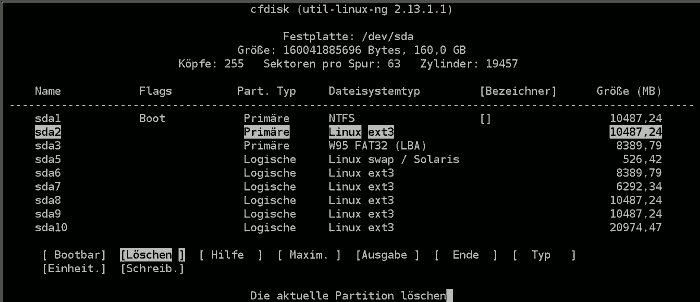 cfdisk (util-linux-ng 2.13.1.1)
Festplatte: /dev/sda
Größe: 160041885696 Bytes, 160,0 GB
Köpfe: 255 Sektoren pro Spur: 63 Zylinder: 19457
Name Flags Part. Typ Dateisystemtyp [Bezeichner] Größe (MB)
sda1 Boot Primäre NTFS [] 10487,24
sda2 Primäre Linux ext3 10487,24
sda3 Primäre W95 FAT32 (LBA) 8389,79
sda5 Logische Linux swap / Solaris 526,42
sda6 Logische Linux ext3 8389,79
sda7 Logische Linux ext3 6292,34
sda8 Logische Linux ext3 10487,24
sda9 Logische Linux ext3 10487,24
sda10 Logische Linux ext3 20974,47
[ Bootbar] [Löschen ] [ Hilfe ] [ Maxim. ] [Ausgabe ] [ Ende ] [ Typ ]
[Einheit.] [Schreib.]
Die aktuelle Partition löschen